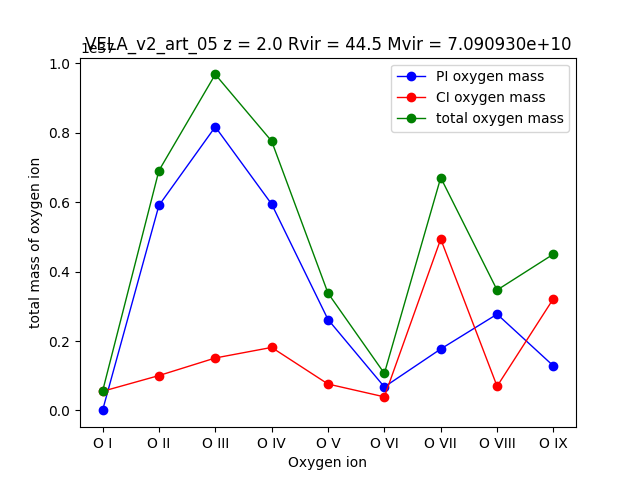 VELA_v2_art_05 z = 2.0 Rvir = 44.5 Mvir = 7.090930e+10
1e37
1.0
0.8
0.6
0.4
0.2
0.0
total mass of oxygen ion
PI oxygen mass
CI oxygen mass
total oxygen mass
O I O II O III O IV O V O VI O VII O VIII O IX
Oxygen ion